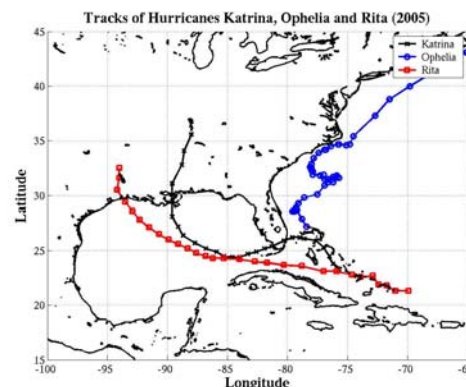 Tracks of Hurricanes Katrina, Ophelia and Rita (2005)
Katrina
Ophelia
Rita
45
40
35
30
25
20
15
Latitude
-100
-95
-90
-85
-80
-75
-70
Longitude